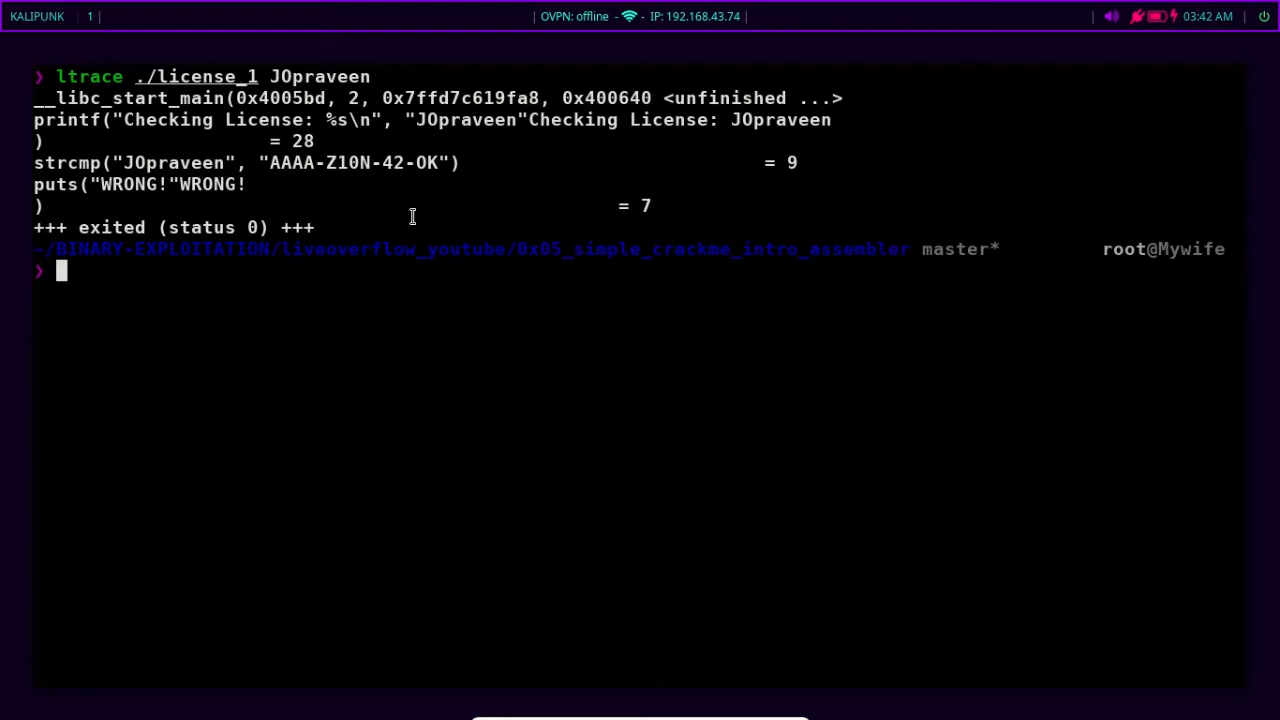 KALIPUNK | 1 | | OVPN: offline - - IP: 192.168.43.74 | | 03:42 AM |
❯ ltrace ./license_1 JOpraveen
__libc_start_main(0x4005bd, 2, 0x7ffd7c619fa8, 0x400640 <unfinished ...>
printf("Checking License: %s\n", "JOpraveen"Checking License: JOpraveen
) = 28
strcmp("JOpraveen", "AAAA-Z10N-42-OK") = 9
puts("WRONG!"WRONG!
) = 7
+++ exited (status 0) +++
~/BINARY-EXPLOITATION/liveoverflow_youtube/0x05_simple_crackme_intro_assembler master* root@Mywife
❯